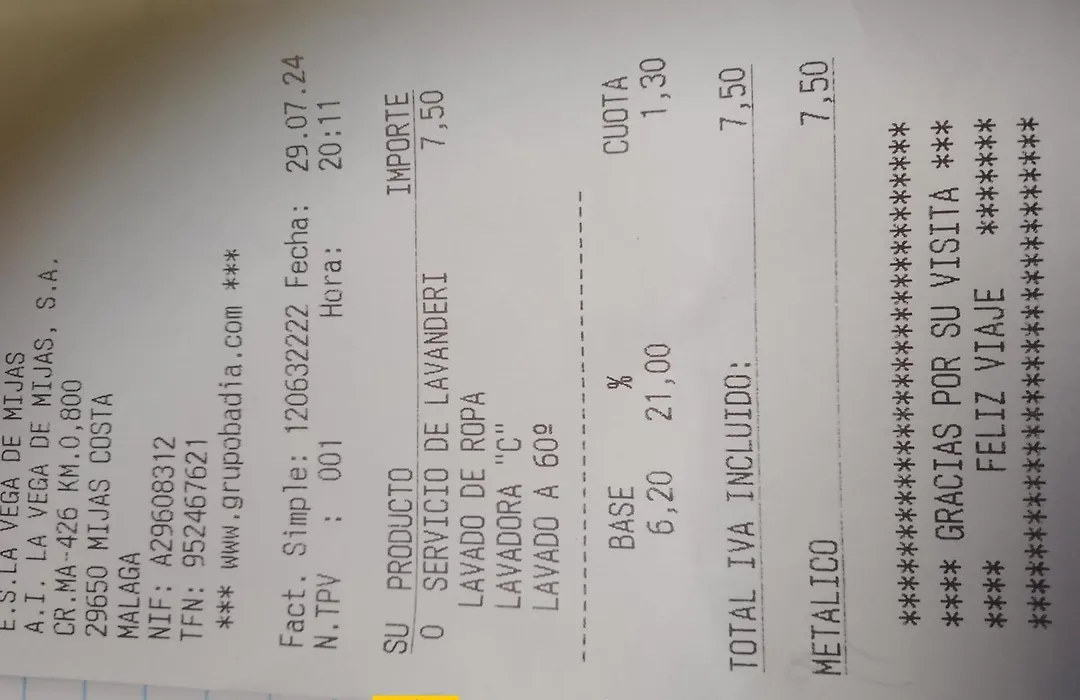 E.S.LA VEGA DE MIJAS
A.I. LA VEGA DE MIJAS, S.A.
CR.MA-426 KM.0,800
29650 MIJAS COSTA
MALAGA
NIF: A29608312
TFN: 952467621
*** www.grupobadia.com ***
Fact. Simple: 120632222 Fecha: 29.07.24
N.TPV : 001 Hora: 20:11
SU PRODUCTO IMPORTE
0 SERVICIO DE LAVANDERI 7,50
LAVADO DE ROPA
LAVADORA "C"
LAVADO A 60º
--------------------------------------
BASE % CUOTA
6,20 21,00 1,30
TOTAL IVA INCLUIDO: 7,50
METALICO 7,50
**********************************
**** GRACIAS POR SU VISITA ***
**** FELIZ VIAJE *******
**********************************